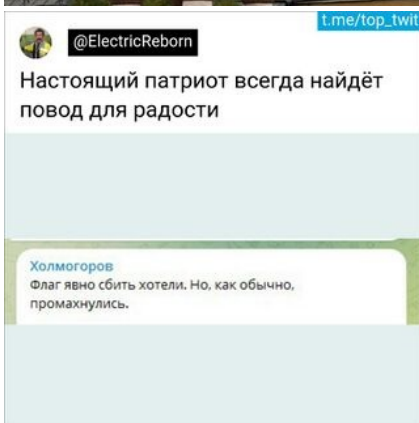 t.me/top_twit
@ElectricReborn
Настоящий патриот всегда найдёт
повод для радости
Холмогоров
Флаг явно сбить хотели. Но, как обычно,
промахнулись.